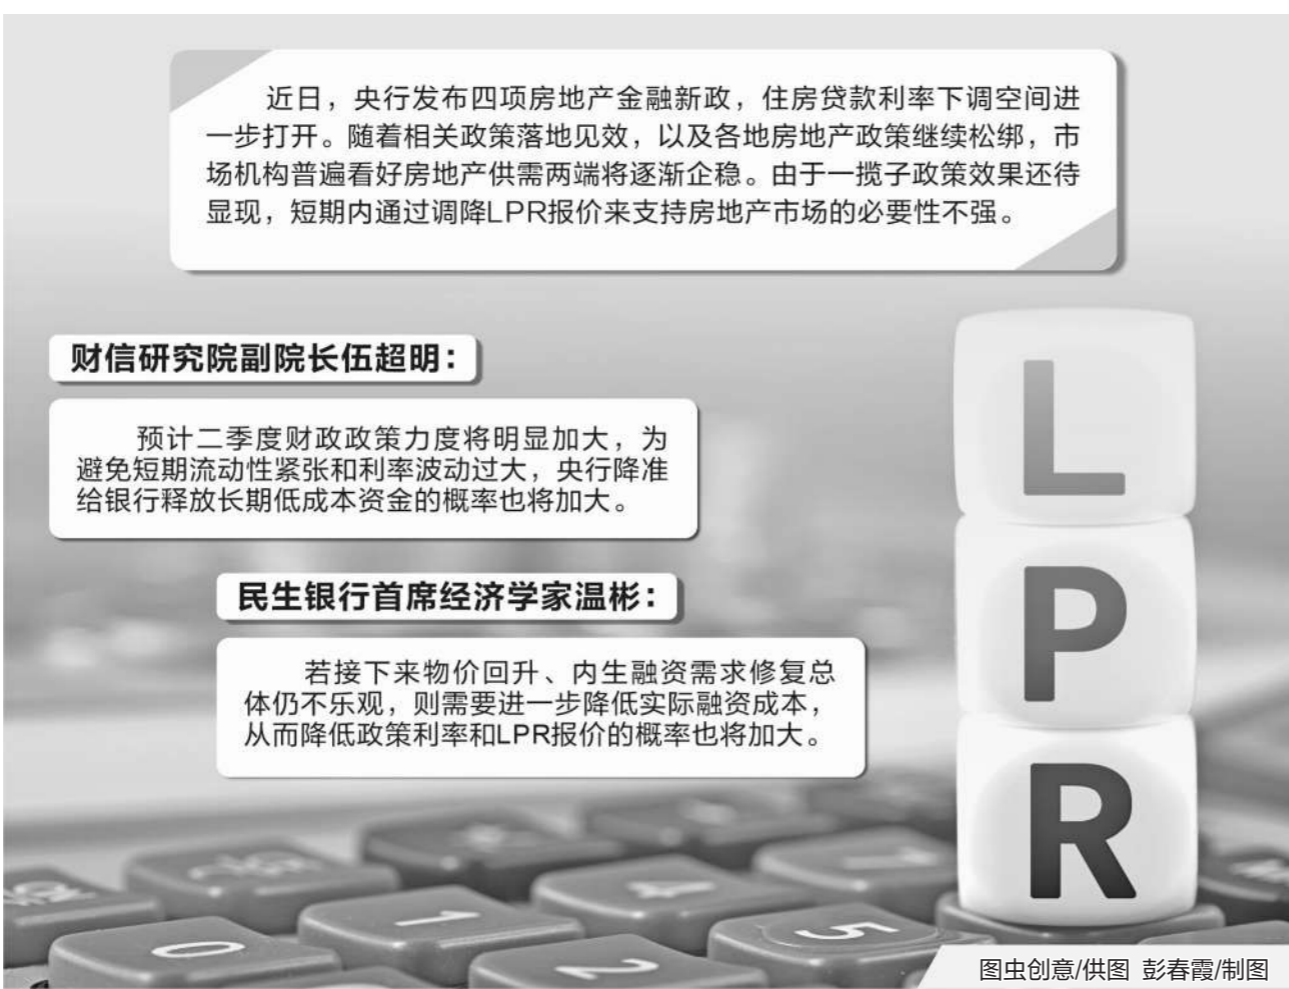 近日，央行发布四项房地产金融新政，住房贷款利率下调空间进
一步打开。随着相关政策落地见效，以及各地房地产政策继续松绑，市
场机构普遍看好房地产供需两端将逐渐企稳。由于一揽子政策效果还待
显现，短期内通过调降LPR报价来支持房地产市场的必要性不强。
财信研究院副院长伍超明：
预计二季度财政政策力度将明显加大，为
避免短期流动性紧张和利率波动过大，央行降准
给银行释放长期低成本资金的概率也将加大。
民生银行首席经济学家温彬：
若接下来物价回升、内生融资需求修复总
体仍不乐观，则需要进一步降低实际融资成本，
从而降低政策利率和LPR报价的概率也将加大。
L
P
R
4
1
5
0
2
图虫创意/供图 彭春霞/制图